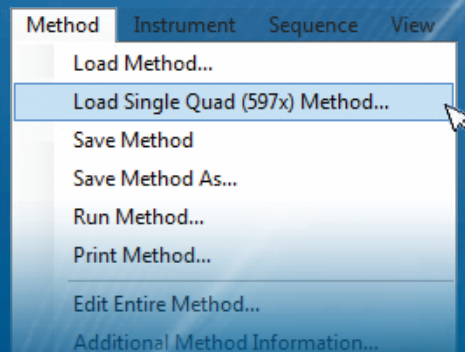 Method Instrument Sequence View
Load Method...
Load Single Quad (597x) Method...
Save Method
Save Method As...
Run Method...
Print Method...
Edit Entire Method...
Additional Method Information...